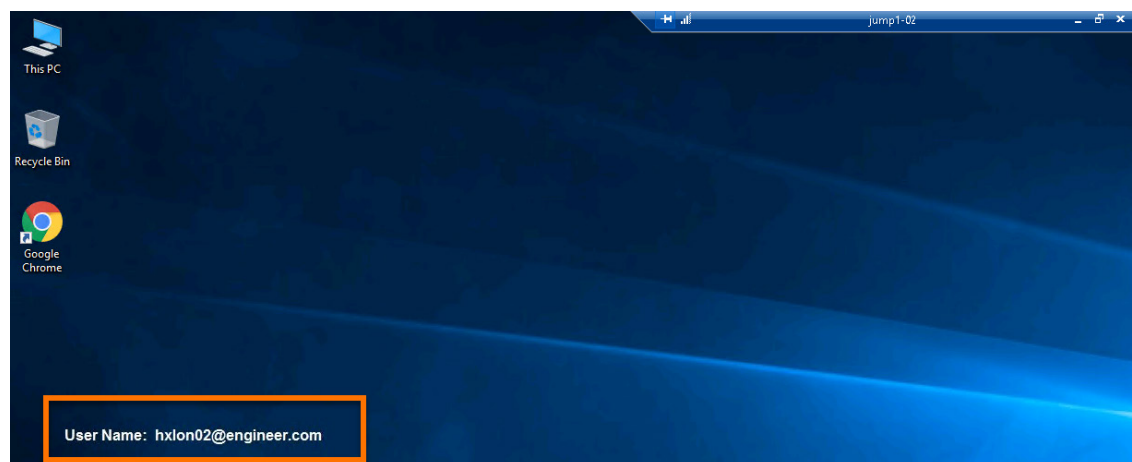 jump1-02
This PC
Recycle Bin
Google
Chrome
User Name: hxlon02@engineer.com